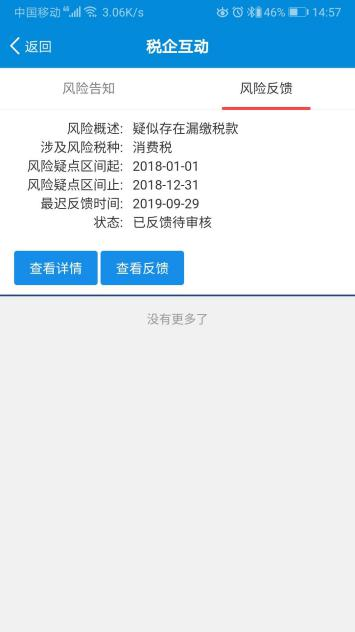 中国移动 3.06K/s 46% 14:57
返回 税企互动
风险告知 风险反馈
风险概述: 疑似存在漏缴税款
涉及风险税种: 消费税
风险疑点区间起: 2018-01-01
风险疑点区间止: 2018-12-31
最迟反馈时间: 2019-09-29
状态: 已反馈待审核
查看详情 查看反馈
没有更多了